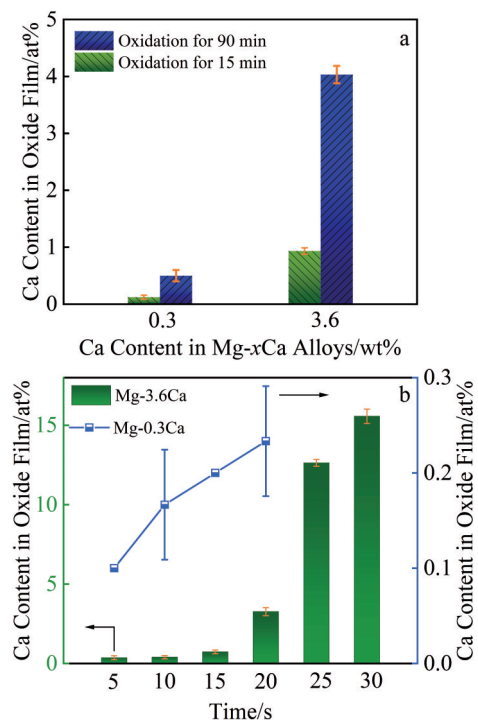 a
Oxidation for 90 min
Oxidation for 15 min
Ca Content in Oxide Film/at%
5
4
3
2
1
0
0.3 3.6
Ca Content in Mg-xCa Alloys/wt%
b
Mg-3.6Ca
Mg-0.3Ca
Ca Content in Oxide Film/at%
15
10
5
0
0.3
0.2
0.1
0.0
Ca Content in Oxide Film/at%
5 10 15 20 25 30
Time/s